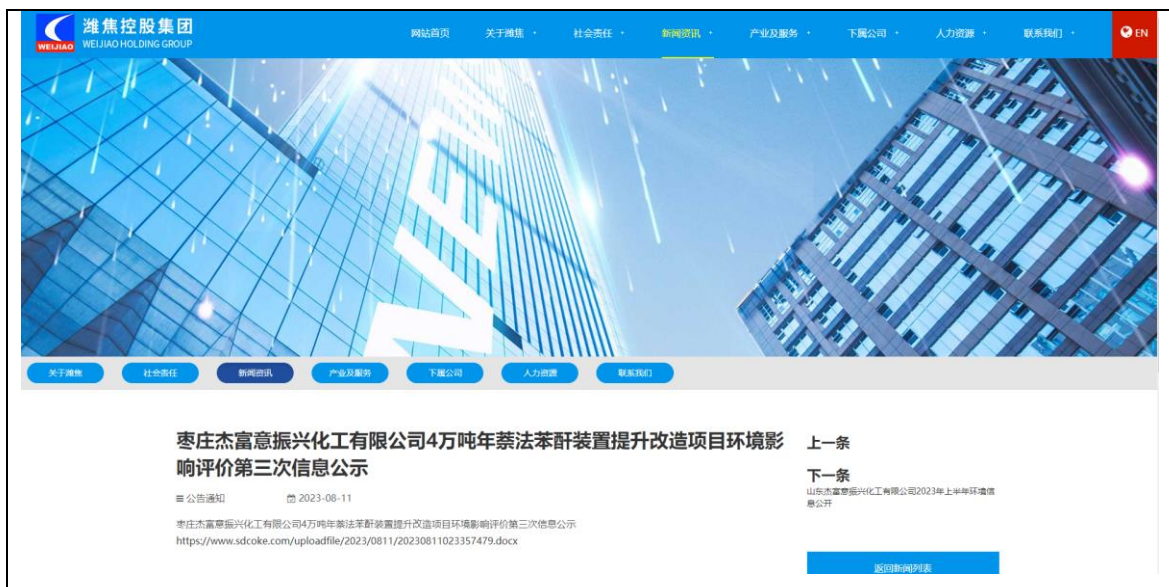 潍焦控股集团
WEIJIAO HOLDING GROUP
WEIJIAO
网站首页 关于潍焦 社会责任 新闻资讯 产业及服务 下属公司 人力资源 联系我们 EN
NEW
关于潍焦 社会责任 新闻资讯 产业及服务 下属公司 人力资源 联系我们
枣庄杰富意振兴化工有限公司4万吨年萘法苯酐装置提升改造项目环境影
响评价第三次信息公示
公告通知 2023-08-11
枣庄杰富意振兴化工有限公司4万吨年萘法苯酐装置提升改造项目环境影响评价第三次信息公示
https://www.sdcoke.com/uploadfile/2023/0811/20230811023357479.docx
上一条
下一条
山东杰富意振兴化工有限公司2023年上半年环境信
息公开
返回新闻列表